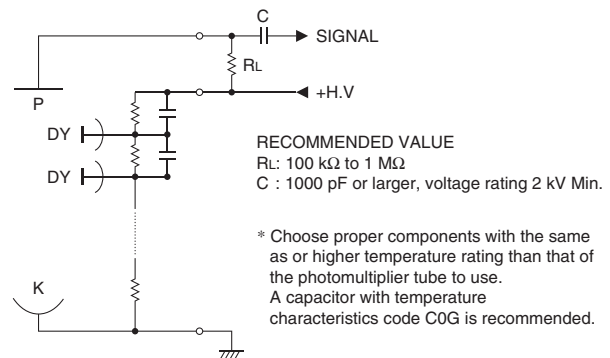 C
SIGNAL
RL
P
+H.V
DY
DY
RECOMMENDED VALUE
RL: 100 kΩ to 1 MΩ
C : 1000 pF or larger, voltage rating 2 kV Min.
* Choose proper components with the same
as or higher temperature rating than that of
the photomultiplier tube to use.
A capacitor with temperature
characteristics code C0G is recommended.
K